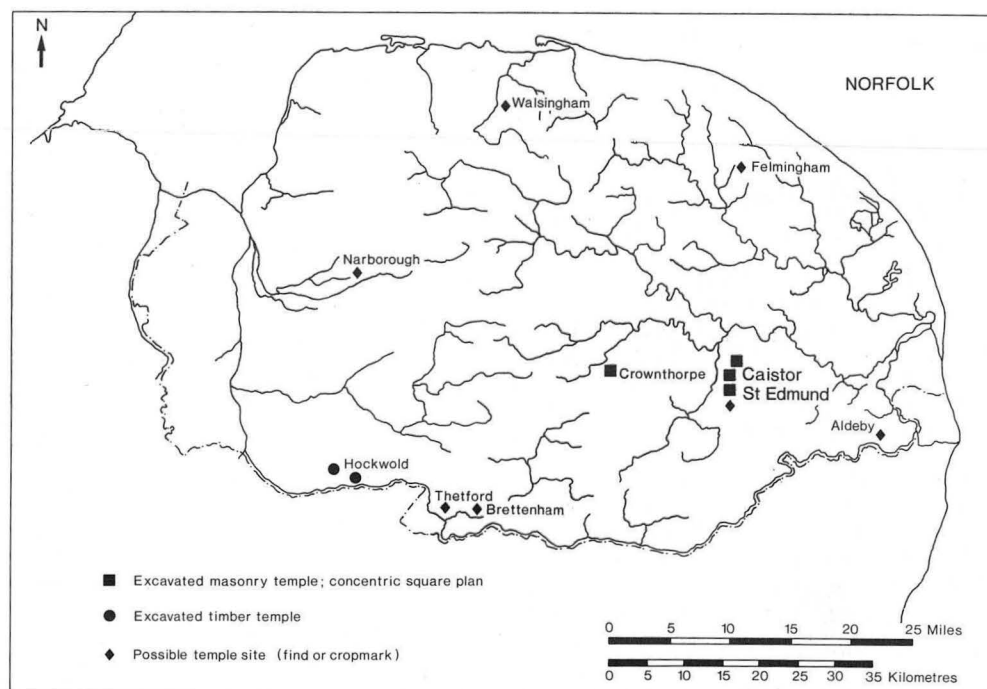 N
NORFOLK
Walsingham
Felmingham
Narborough
Crownthorpe
Caistor
St Edmund
Aldeby
Hockwold
Thetford
Brettenham
Excavated masonry temple; concentric square plan
Excavated timber temple
Possible temple site (find or cropmark)
0 5 10 15 20 25 Miles
0 5 10 15 20 25 30 35 Kilometres